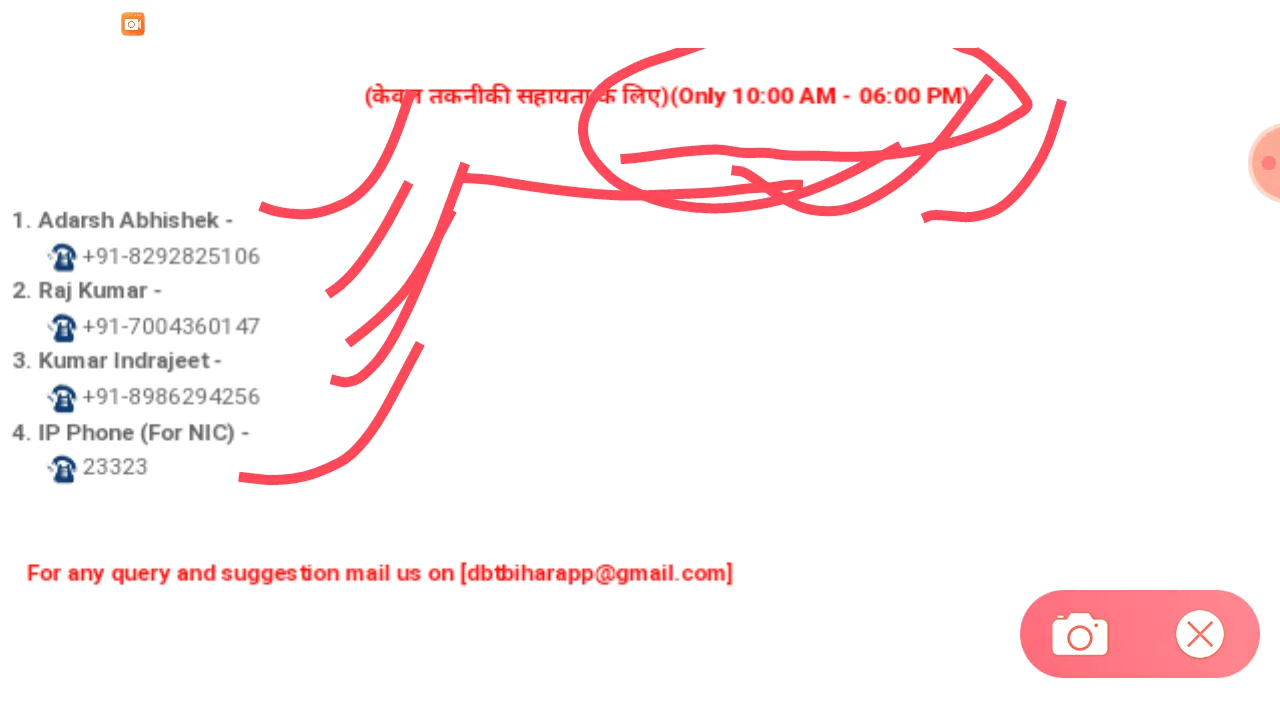 (केवल तकनीकी सहायता के लिए)(Only 10:00 AM - 06:00 PM)
1. Adarsh Abhishek -
+91-8292825106
2. Raj Kumar -
+91-7004360147
3. Kumar Indrajeet -
+91-8986294256
4. IP Phone (For NIC) -
23323
For any query and suggestion mail us on [dbtbiharapp@gmail.com]